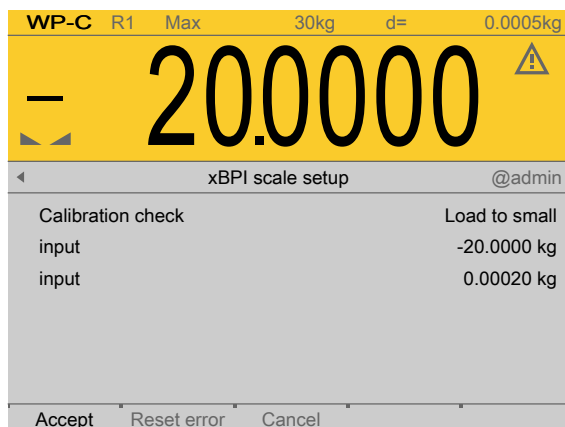 WP-C R1 Max 30kg d= 0.0005kg
– 20.0000
xBPI scale setup @admin
Calibration check Load to small
input -20.0000 kg
input 0.00020 kg
Accept Reset error Cancel